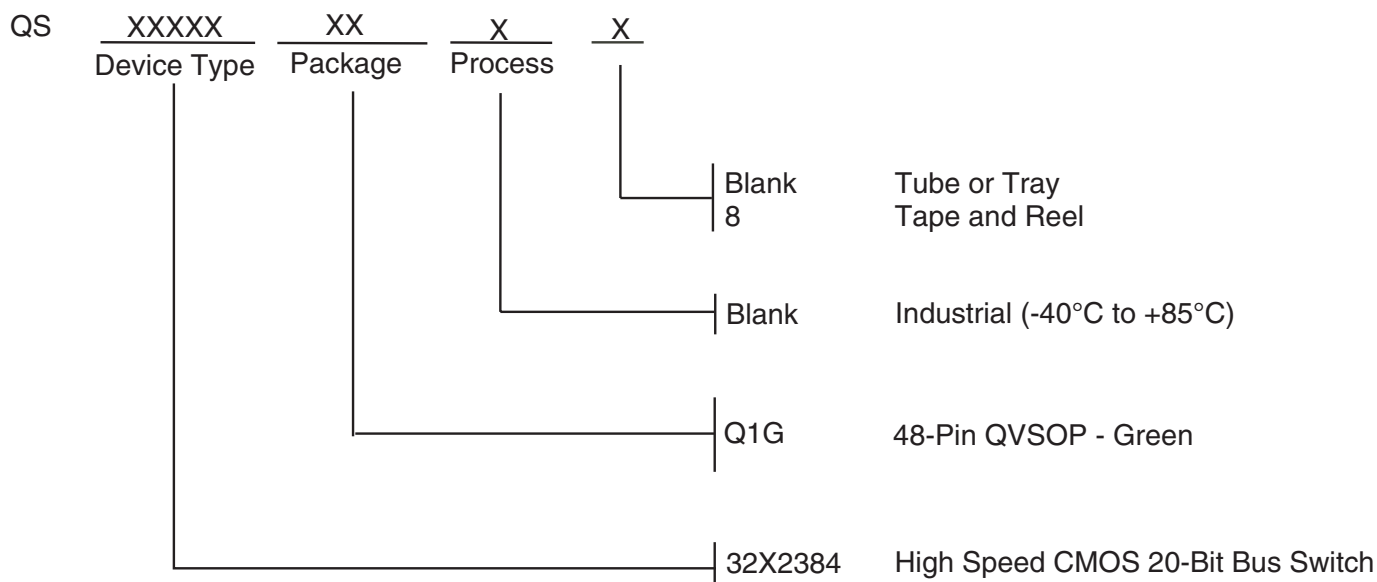 QS XXXXX XX X X
Device Type Package Process
Blank Tube or Tray
8 Tape and Reel
Blank Industrial (-40°C to +85°C)
Q1G 48-Pin QVSOP - Green
32X2384 High Speed CMOS 20-Bit Bus Switch